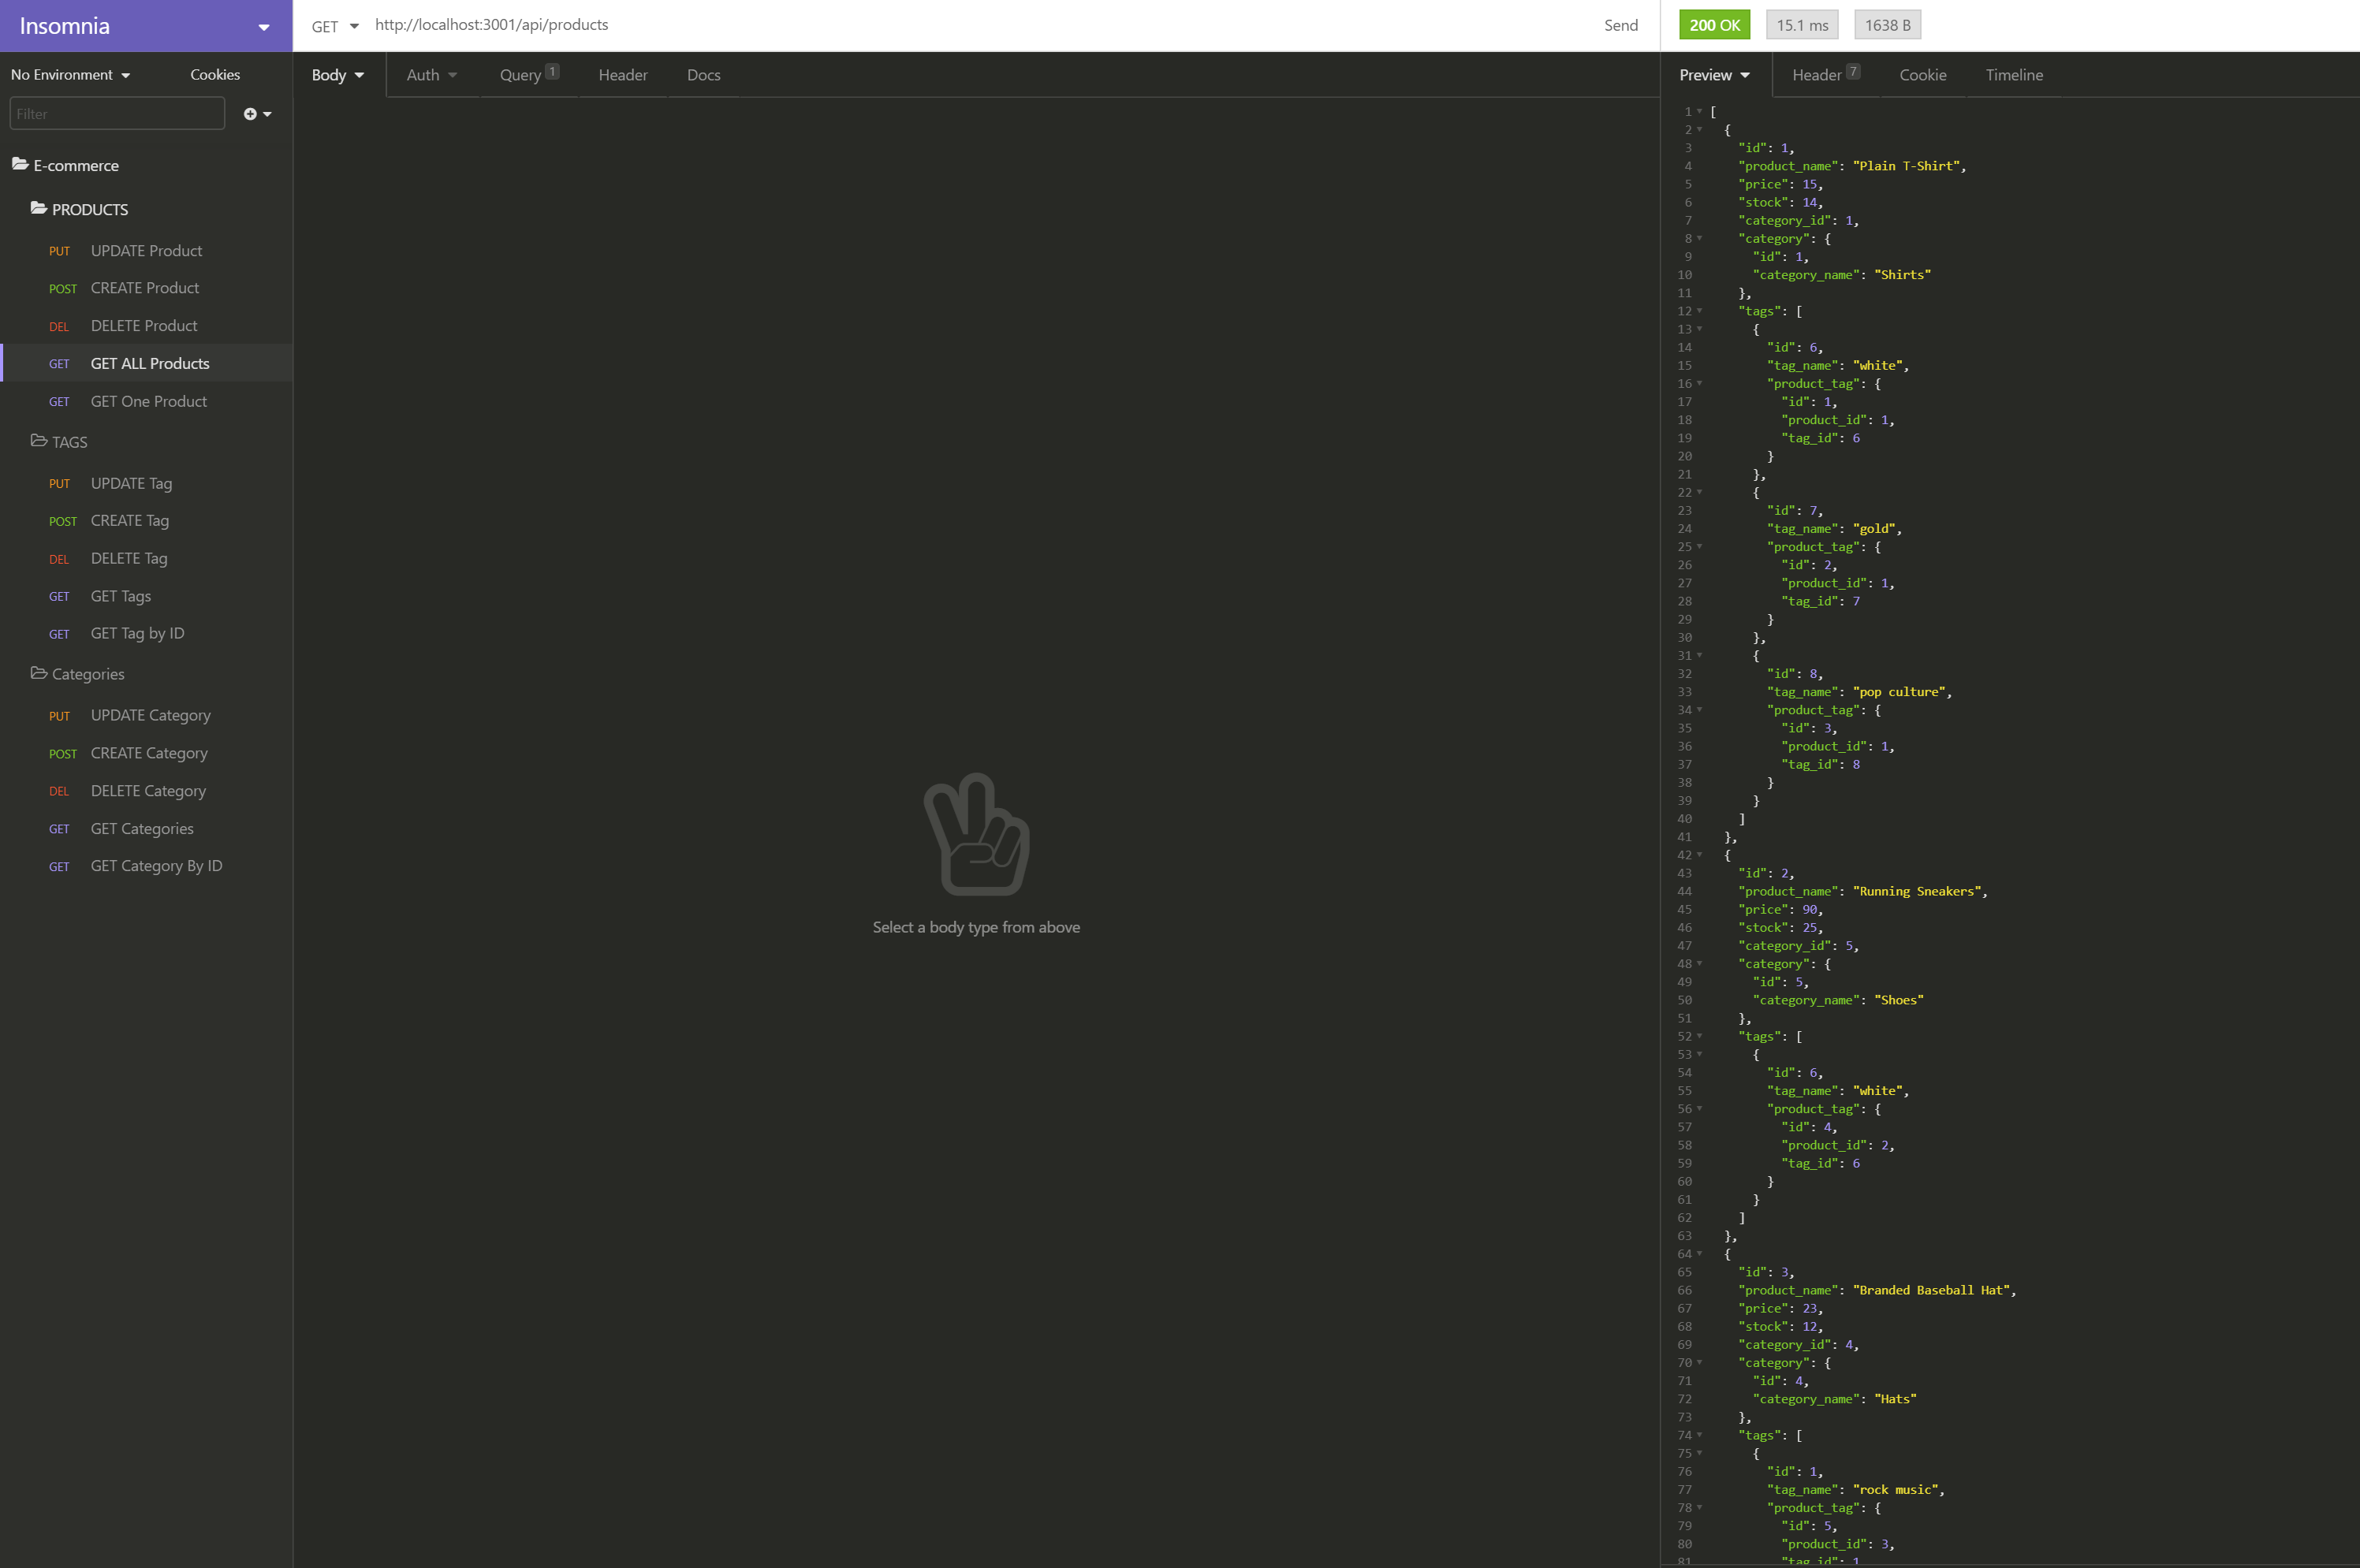 Insomnia
No Environment
Cookies
Filter
E-commerce
PRODUCTS
PUT UPDATE Product
POST CREATE Product
DEL DELETE Product
GET GET ALL Products
GET GET One Product
TAGS
PUT UPDATE Tag
POST CREATE Tag
DEL DELETE Tag
GET GET Tags
GET GET Tag by ID
Categories
PUT UPDATE Category
POST CREATE Category
DEL DELETE Category
GET GET Categories
GET GET Category By ID
GET http://localhost:3001/api/products Send
Body Auth Query 1 Header Docs
Select a body type from above
200 OK 15.1 ms 1638 B
Preview Header 7 Cookie Timeline
1 [
2 {
3 "id": 1,
4 "product_name": "Plain T-Shirt",
5 "price": 15,
6 "stock": 14,
7 "category_id": 1,
8 "category": {
9 "id": 1,
10 "category_name": "Shirts"
11 },
12 "tags": [
13 {
14 "id": 6,
15 "tag_name": "white",
16 "product_tag": {
17 "id": 1,
18 "product_id": 1,
19 "tag_id": 6
20 }
21 },
22 {
23 "id": 7,
24 "tag_name": "gold",
25 "product_tag": {
26 "id": 2,
27 "product_id": 1,
28 "tag_id": 7
29 }
30 },
31 {
32 "id": 8,
33 "tag_name": "pop culture",
34 "product_tag": {
35 "id": 3,
36 "product_id": 1,
37 "tag_id": 8
38 }
39 }
40 ]
41 },
42 {
43 "id": 2,
44 "product_name": "Running Sneakers",
45 "price": 90,
46 "stock": 25,
47 "category_id": 5,
48 "category": {
49 "id": 5,
50 "category_name": "Shoes"
51 },
52 "tags": [
53 {
54 "id": 6,
55 "tag_name": "white",
56 "product_tag": {
57 "id": 4,
58 "product_id": 2,
59 "tag_id": 6
60 }
61 }
62 ]
63 },
64 {
65 "id": 3,
66 "product_name": "Branded Baseball Hat",
67 "price": 23,
68 "stock": 12,
69 "category_id": 4,
70 "category": {
71 "id": 4,
72 "category_name": "Hats"
73 },
74 "tags": [
75 {
76 "id": 1,
77 "tag_name": "rock music",
78 "product_tag": {
79 "id": 5,
80 "product_id": 3,
81 "tag_id": 1